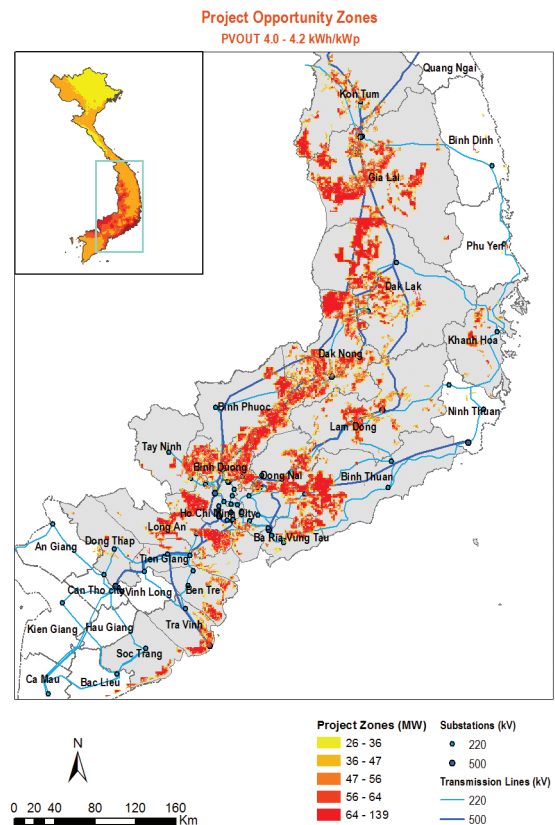 Project Opportunity Zones
PVOUT 4.0 - 4.2 kWh/kWp
Quang Ngai
Kon Tum
Binh Dinh
Gia Lai
Phu Yen
Dak Lak
Khanh Hoa
Dak Nong
Binh Phuoc
Ninh Thuan
Lam Dong
Tay Ninh
Binh Duong
Dong Nai
Binh Thuan
Ho Chi Minh City
Long An
Ba Ria-Vung Tau
An Giang
Dong Thap
Tien Giang
Can Tho city
Vinh Long
Ben Tre
Kien Giang
Hau Giang
Tra Vinh
Soc Trang
Ca Mau
Bac Lieu
N
0 20 40 80 120 160
Km
Project Zones (MW)
26 - 36
36 - 47
47 - 56
56 - 64
64 - 139
Substations (kV)
220
500
Transmission Lines (kV)
220
500